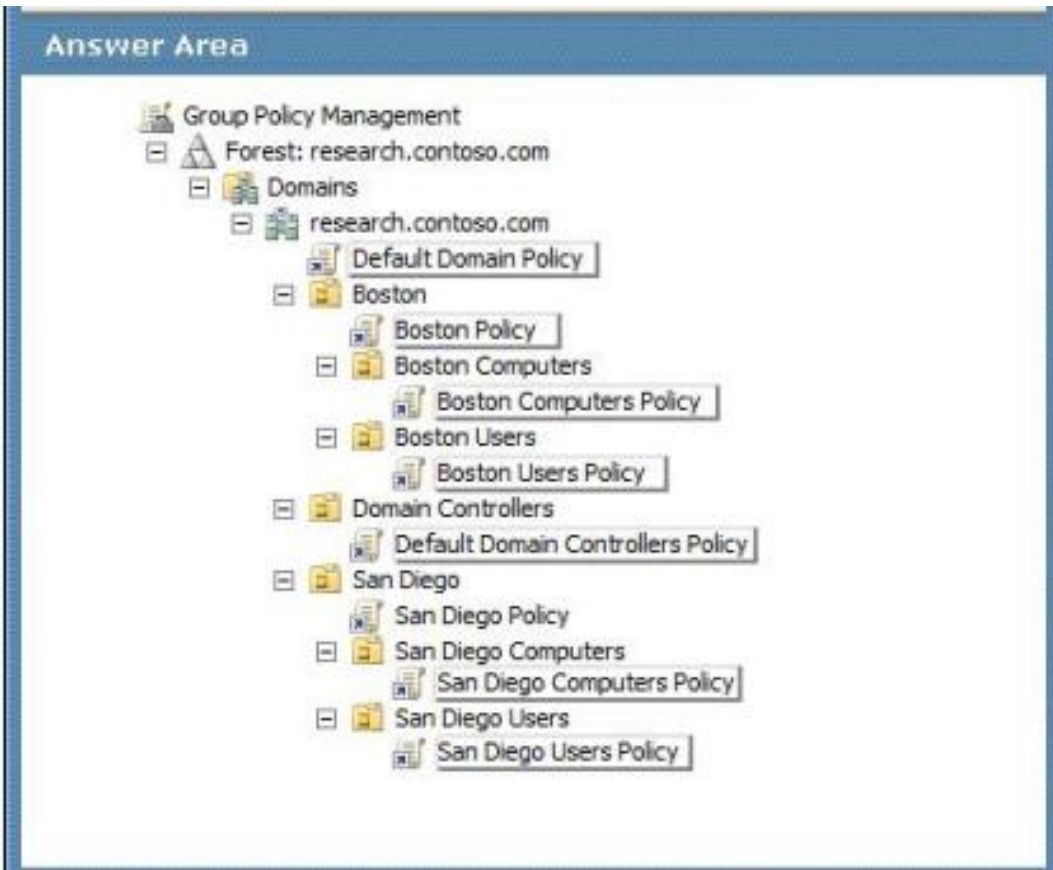 Answer Area
Group Policy Management
Forest: research.contoso.com
Domains
research.contoso.com
Default Domain Policy
Boston
Boston Policy
Boston Computers
Boston Computers Policy
Boston Users
Boston Users Policy
Domain Controllers
Default Domain Controllers Policy
San Diego
San Diego Policy
San Diego Computers
San Diego Computers Policy
San Diego Users
San Diego Users Policy